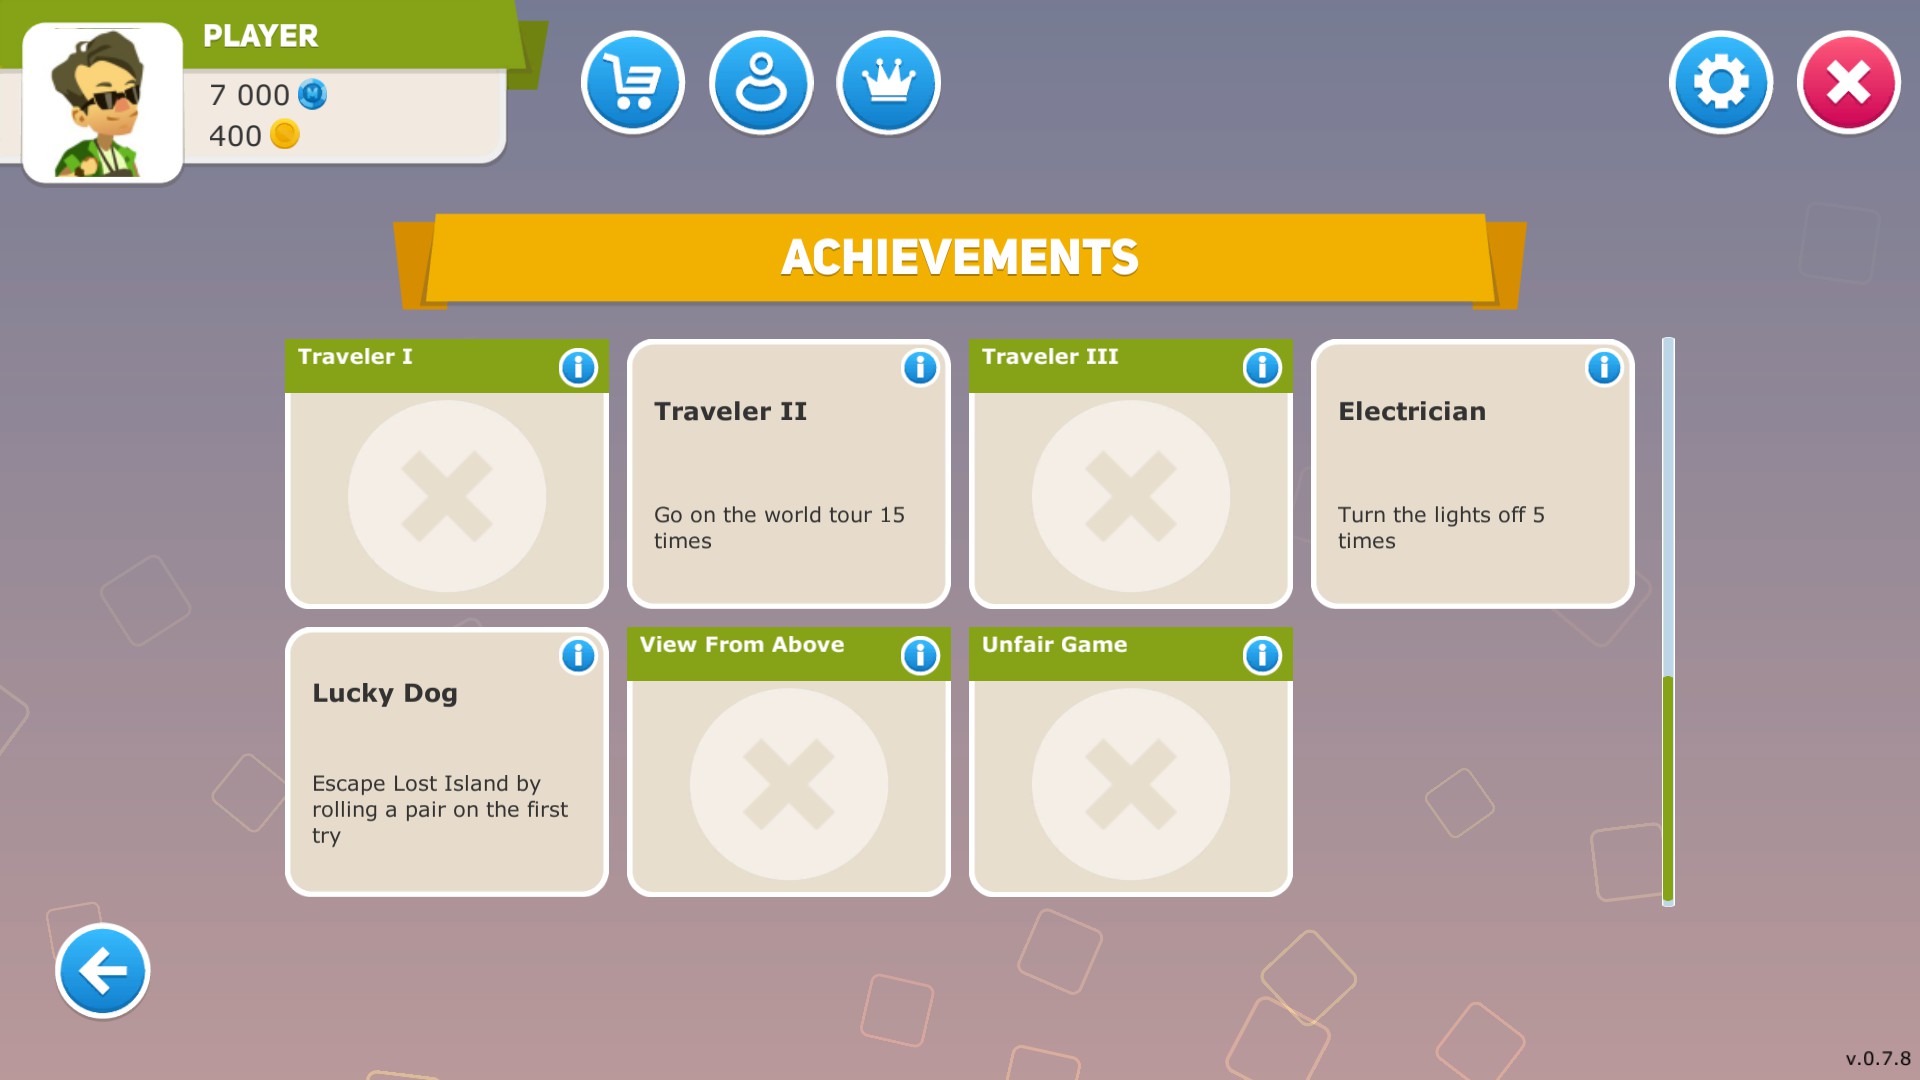 PLAYER
7 000
400
ACHIEVEMENTS
Traveler I
Traveler II
Go on the world tour 15
times
Traveler III
Electrician
Turn the lights off 5
times
Lucky Dog
Escape Lost Island by
rolling a pair on the first
try
View From Above
Unfair Game
v.0.7.8